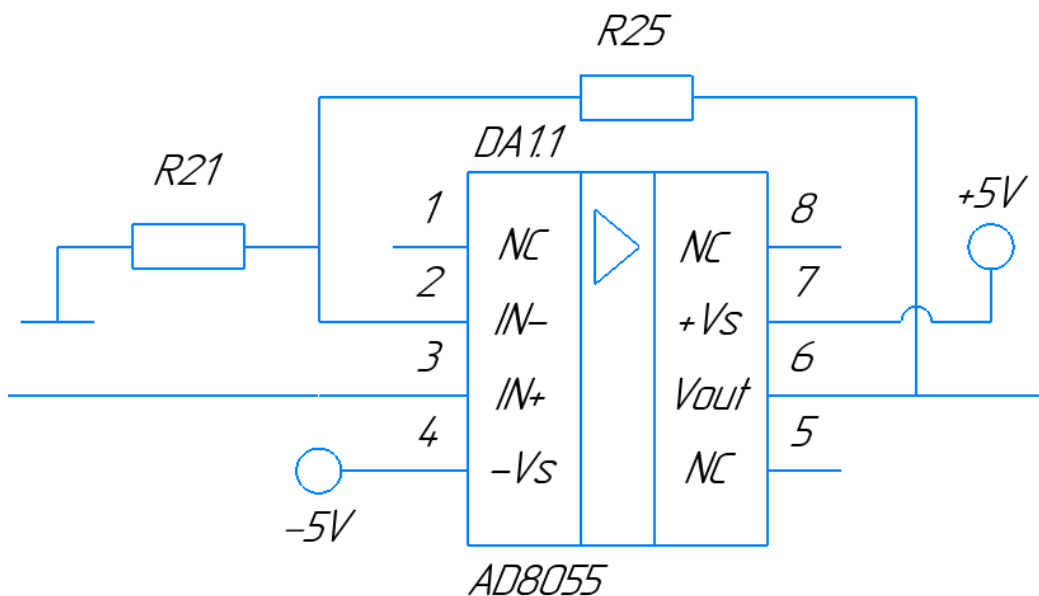 R25
DA1.1
R21
1
8
+5V
NC
NC
2
7
IN-
+Vs
3
6
IN+
Vout
4
5
-Vs
NC
-5V
AD8055